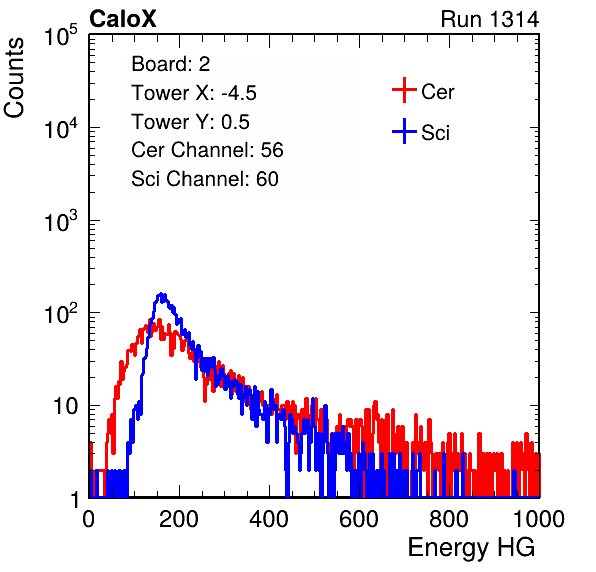 CaloX Run 1314
Counts
Board: 2
Tower X: -4.5
Tower Y: 0.5
Cer Channel: 56
Sci Channel: 60
Cer
Sci
10^5
10^4
10^3
10^2
10
1
0 200 400 600 800 1000
Energy HG